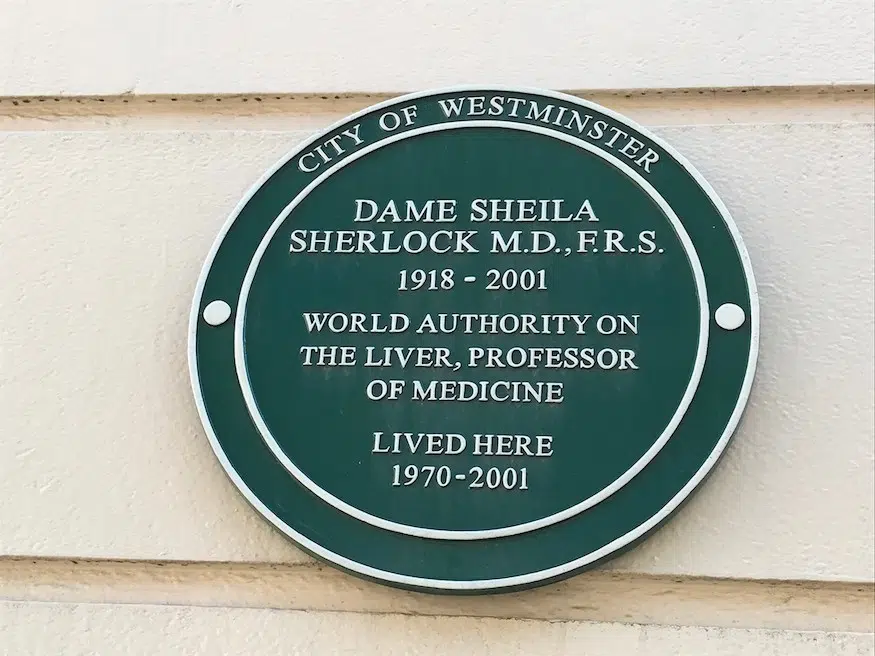 CITY OF WESTMINSTER
DAME SHEILA
SHERLOCK M.D., F.R.S.
1918 - 2001
WORLD AUTHORITY ON
THE LIVER, PROFESSOR
OF MEDICINE
LIVED HERE
1970-2001